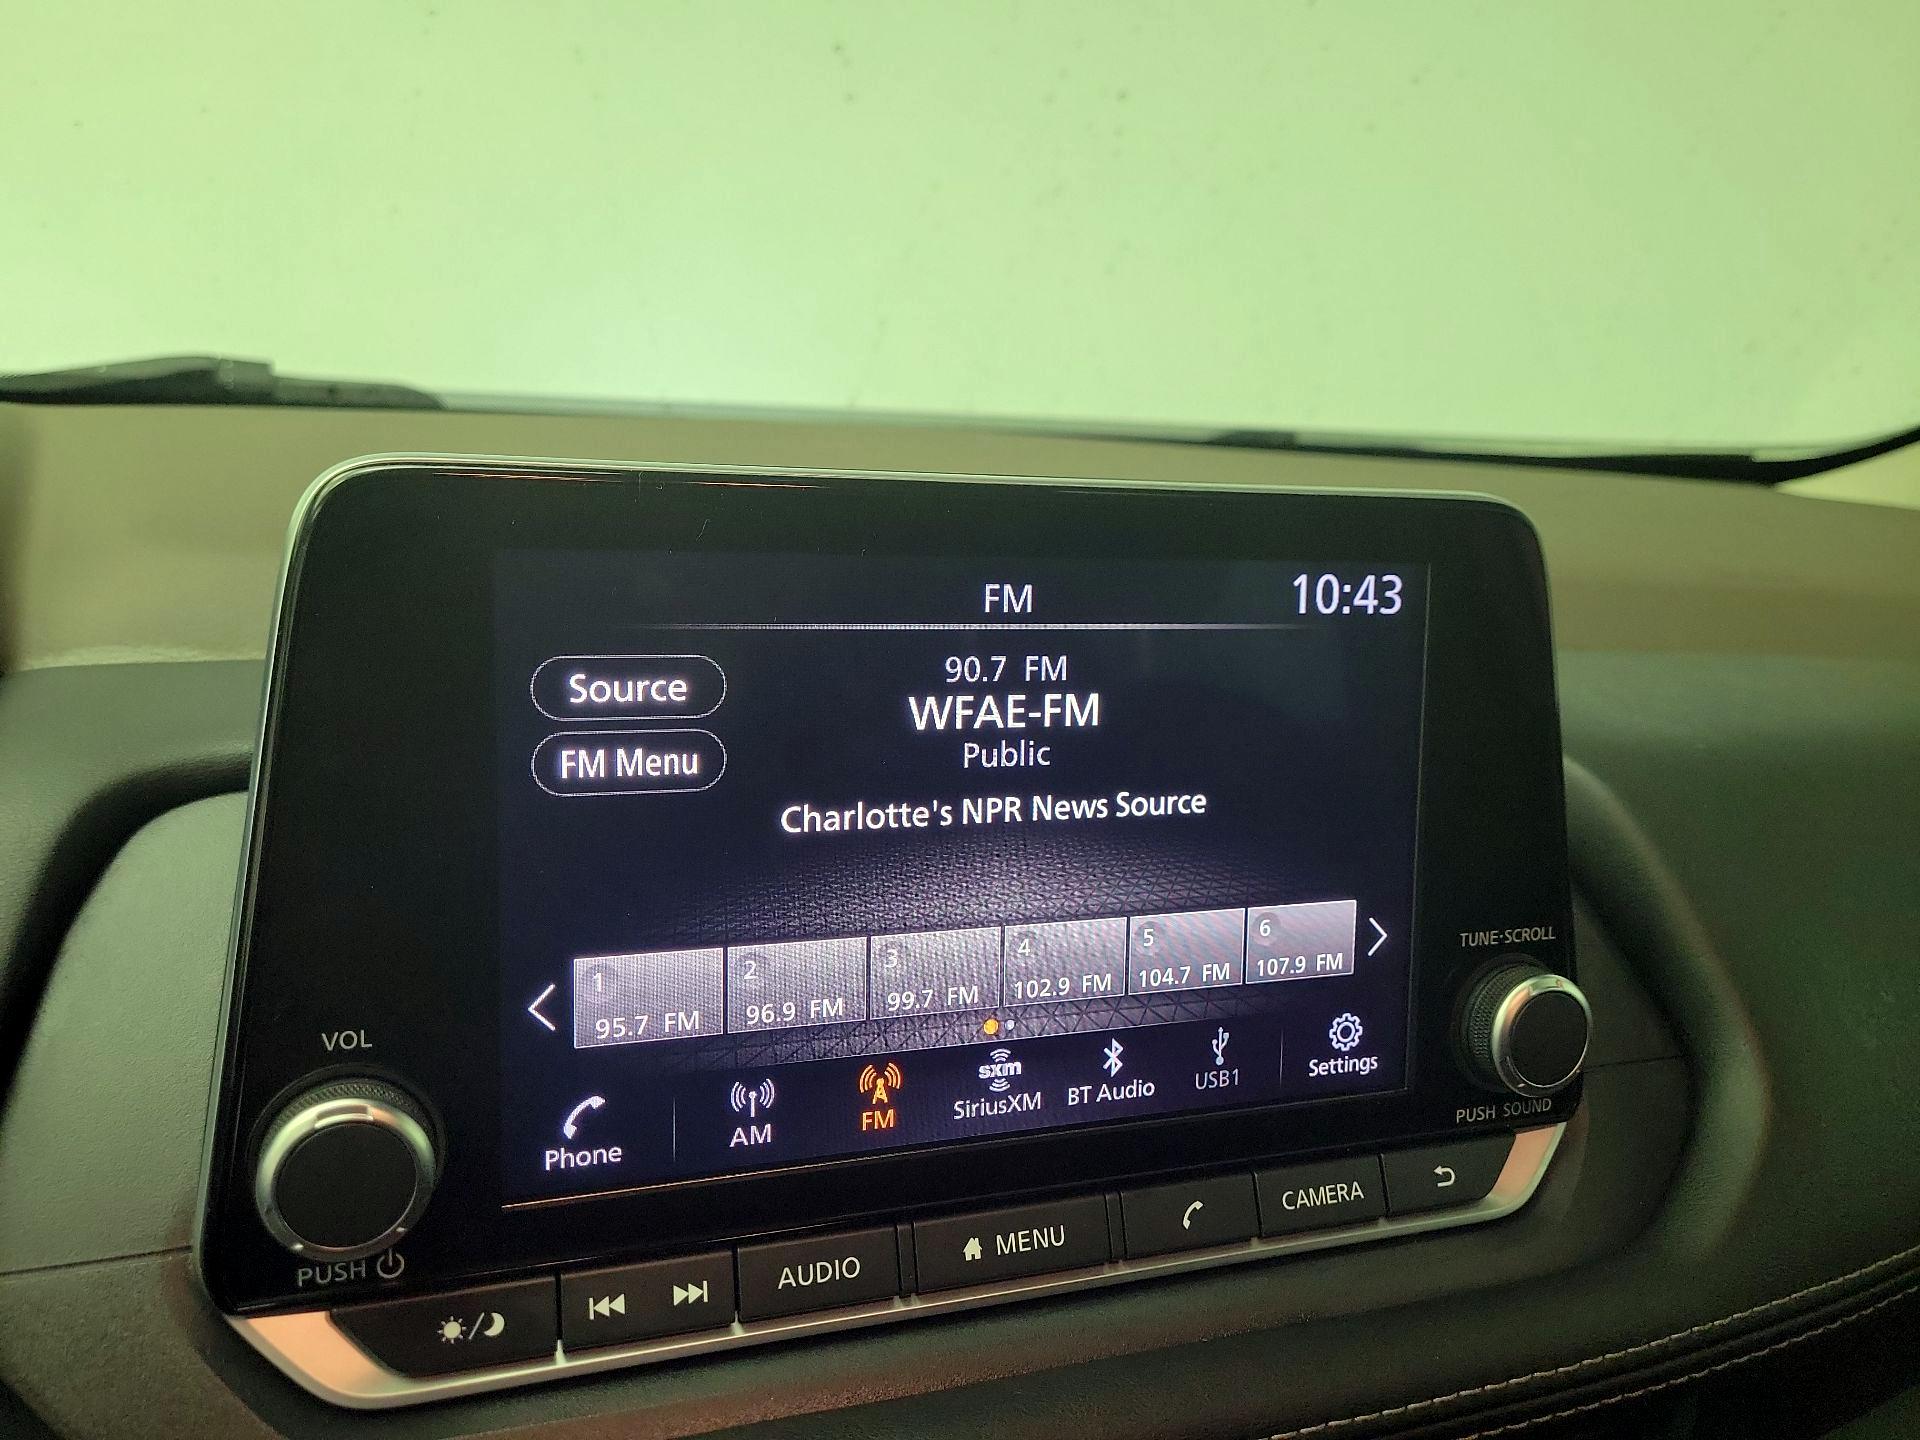 FM
10:43
Source
90.7 FM
WFAE-FM
FM Menu
Public
Charlotte's NPR News Source
1
95.7 FM
2
96.9 FM
3
99.7 FM
4
102.9 FM
5
104.7 FM
6
107.9 FM
Phone
AM
FM
sxm
SiriusXM
BT Audio
USB1
Settings
VOL
PUSH
TUNE·SCROLL
PUSH SOUND
AUDIO
MENU
CAMERA